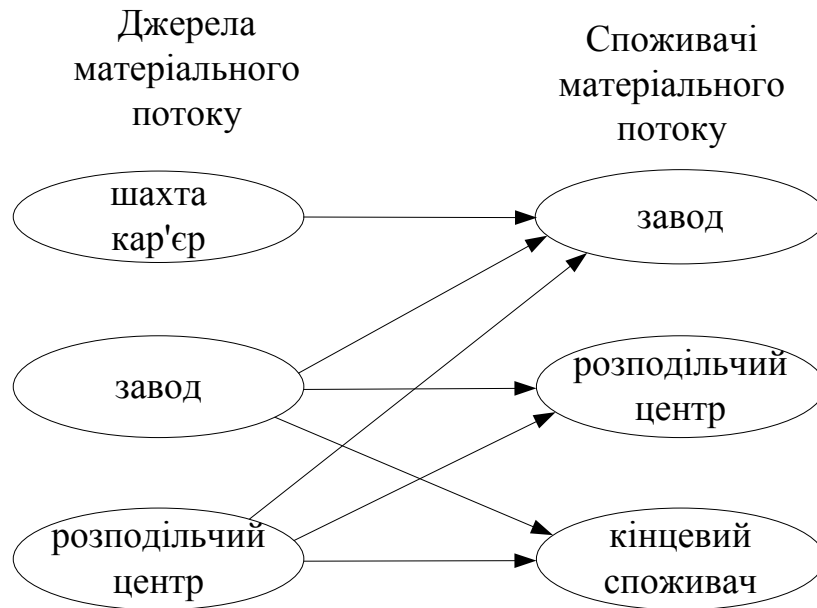 Джерела
матеріального
потоку
Споживачі
матеріального
потоку
шахта
кар'єр
завод
завод
розподільчий
центр
розподільчий
центр
кінцевий
споживач